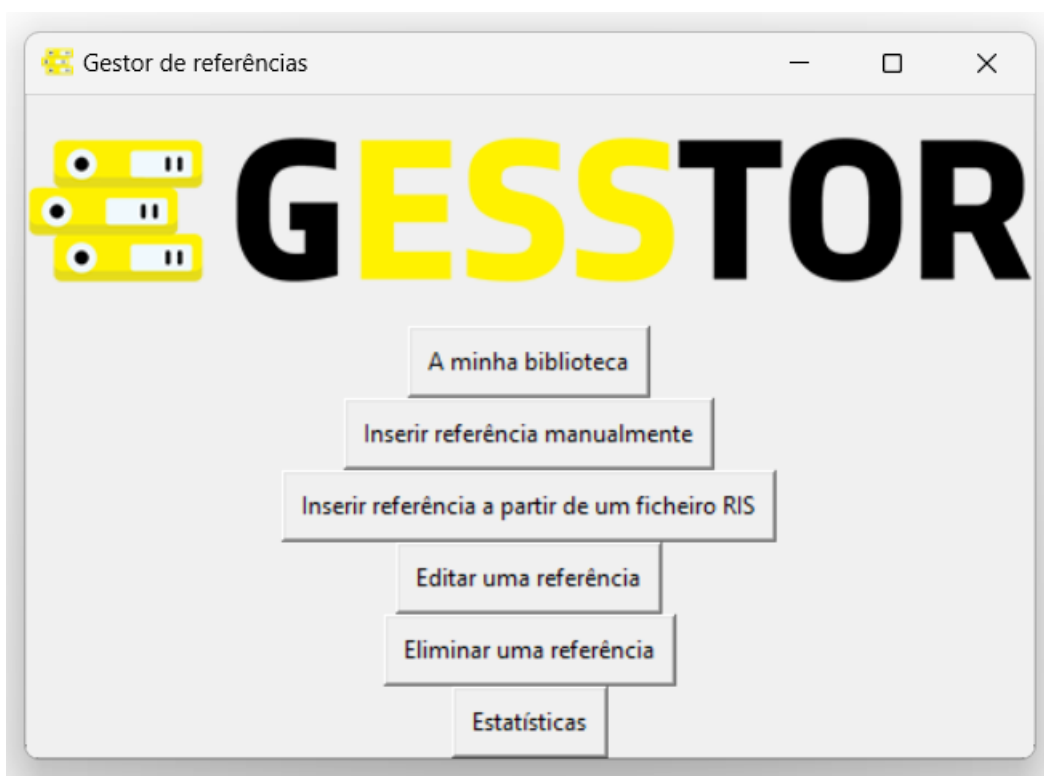 Gestor de referências
GESSTOR
A minha biblioteca
Inserir referência manualmente
Inserir referência a partir de um ficheiro RIS
Editar uma referência
Eliminar uma referência
Estatísticas